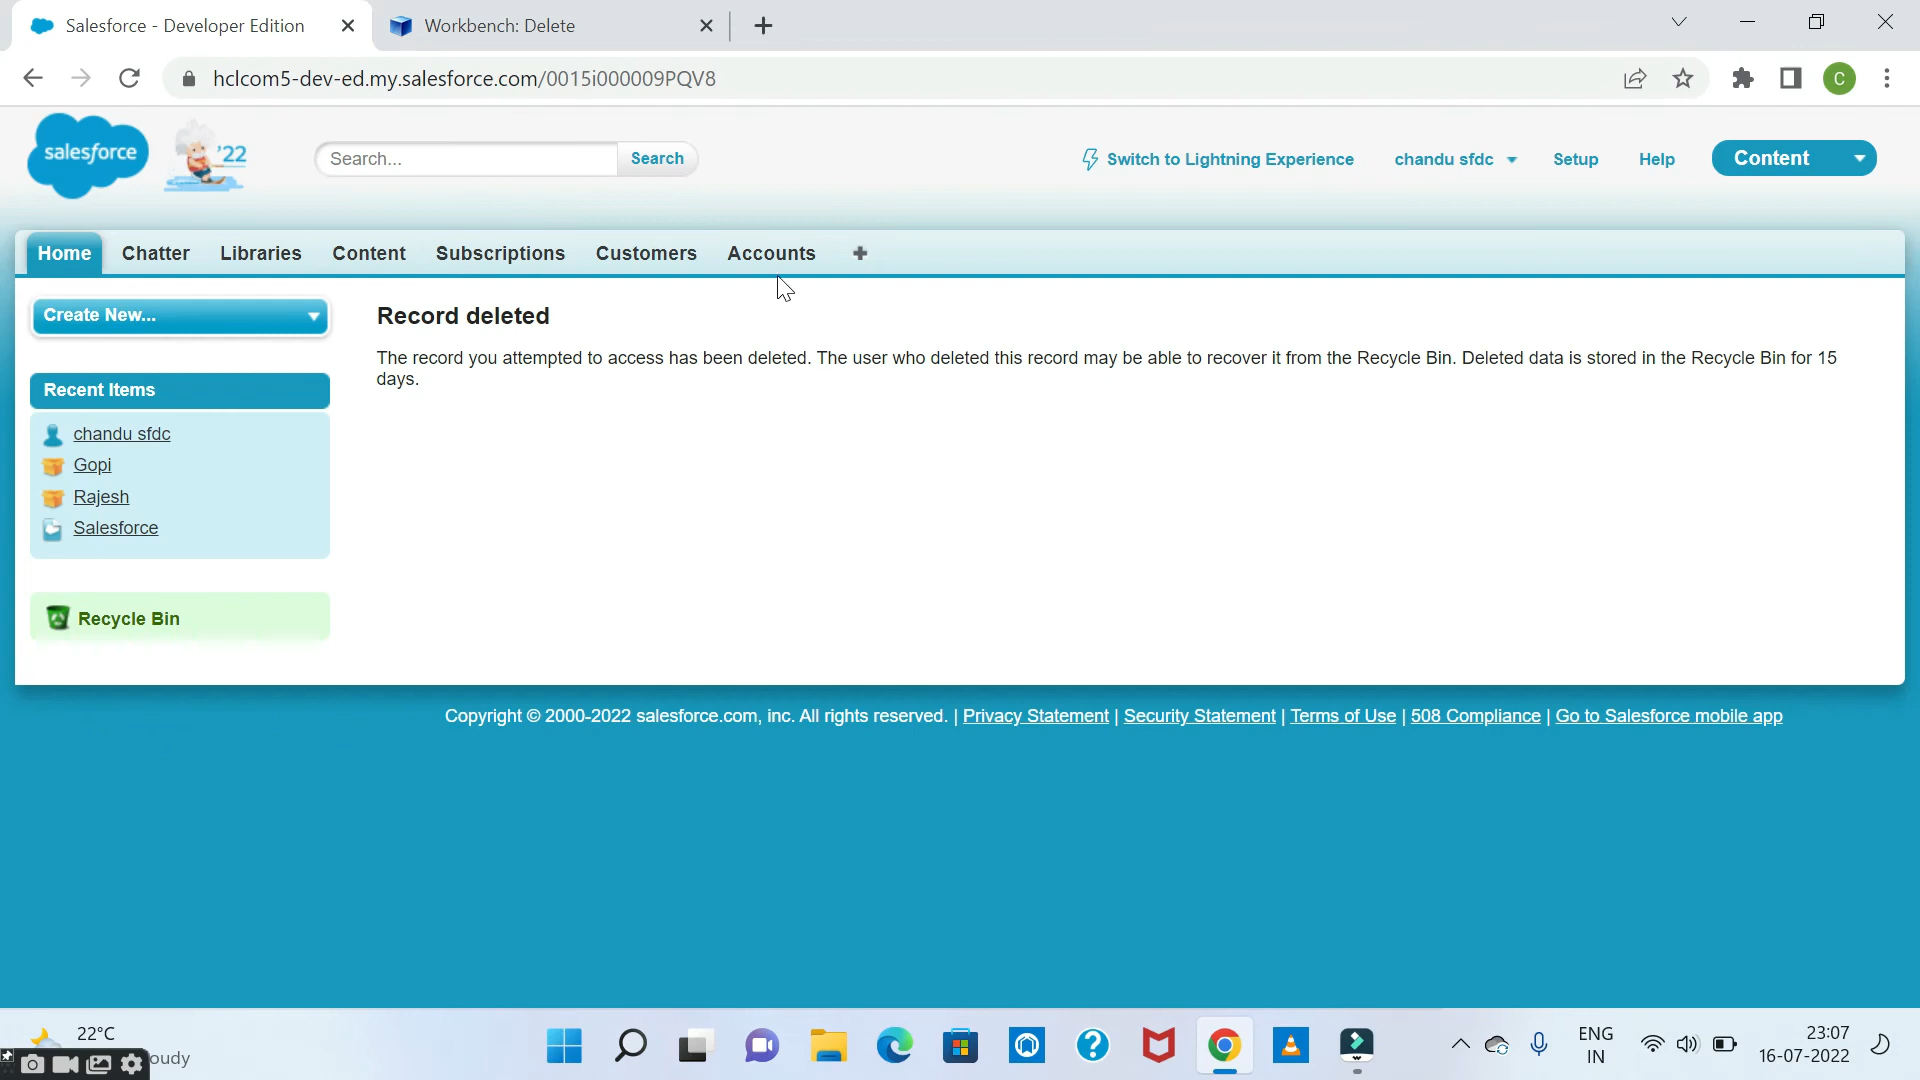 Salesforce - Developer Edition
Workbench: Delete
hclcom5-dev-ed.my.salesforce.com/0015i000009PQV8
C
salesforce
'22
Search...
Search
Switch to Lightning Experience
chandu sfdc
Setup
Help
Content
Home
Chatter
Libraries
Content
Subscriptions
Customers
Accounts
Create New...
Record deleted
The record you attempted to access has been deleted. The user who deleted this record may be able to recover it from the Recycle Bin. Deleted data is stored in the Recycle Bin for 15
days.
Recent Items
chandu sfdc
Gopi
Rajesh
Salesforce
Recycle Bin
Copyright © 2000-2022 salesforce.com, inc. All rights reserved. | Privacy Statement | Security Statement | Terms of Use | 508 Compliance | Go to Salesforce mobile app
22°C
oudy
ENG
IN
23:07
16-07-2022